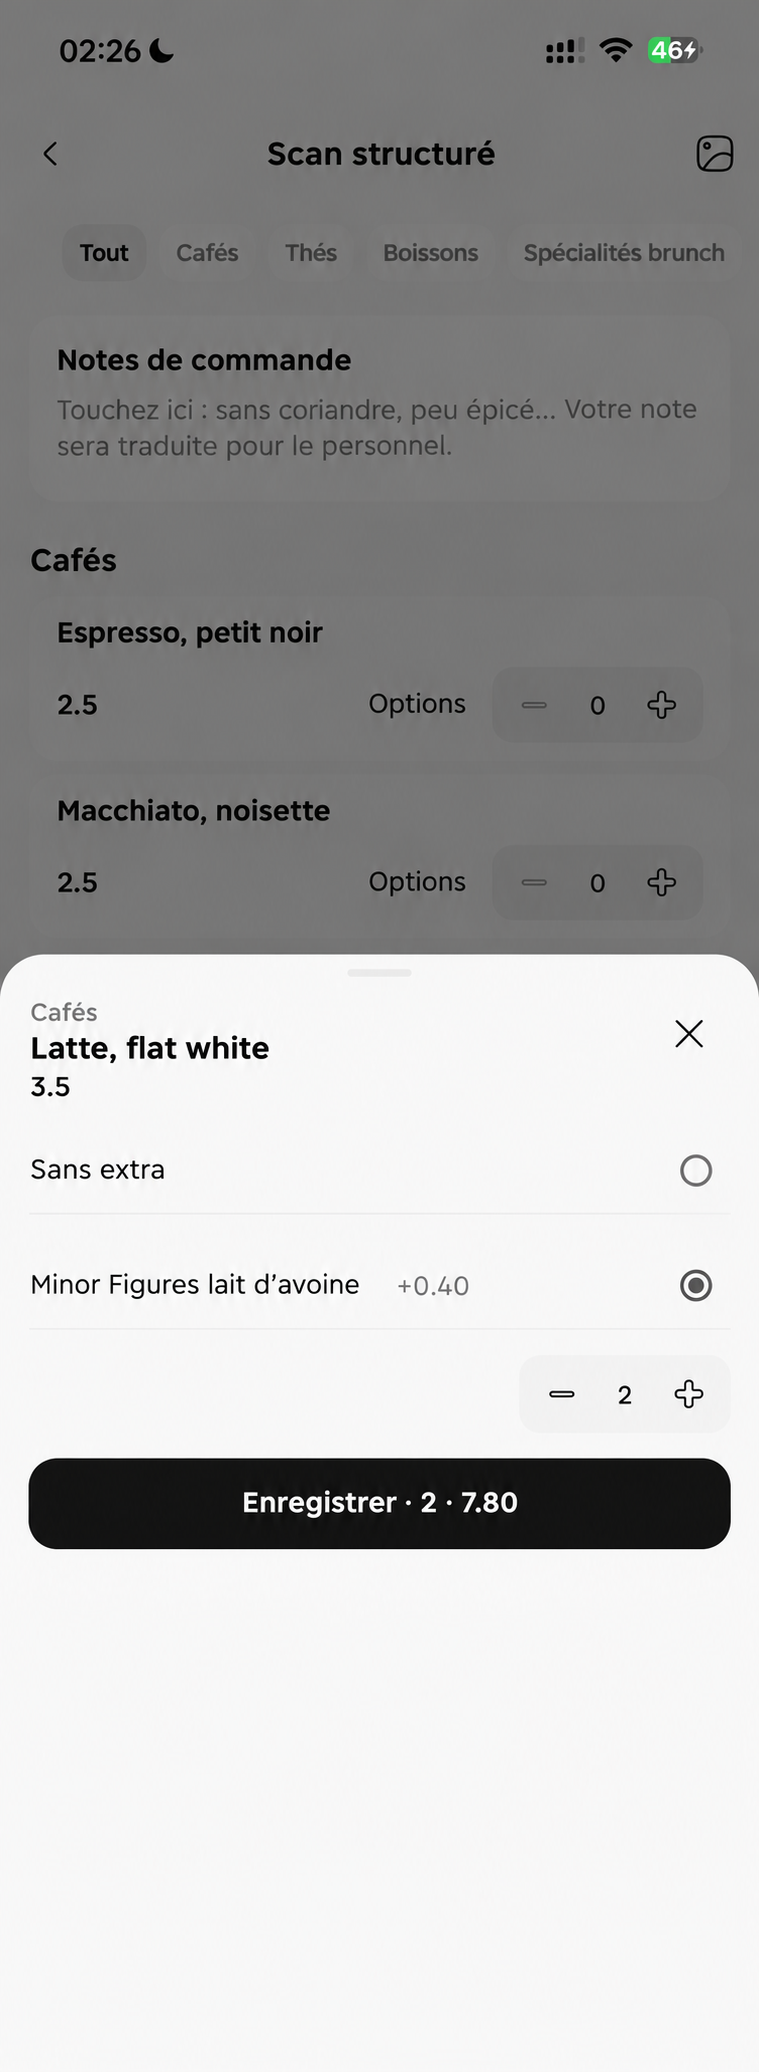 02:26
46
Scan structuré
Tout
Cafés
Thés
Boissons
Spécialités brunch
Notes de commande
Touchez ici : sans coriandre, peu épicé... Votre note
sera traduite pour le personnel.
Cafés
Espresso, petit noir
2.5
Options
0
Macchiato, noisette
2.5
Options
0
Cafés
Latte, flat white
3.5
Sans extra
Minor Figures lait d’avoine +0.40
2
Enregistrer · 2 · 7.80